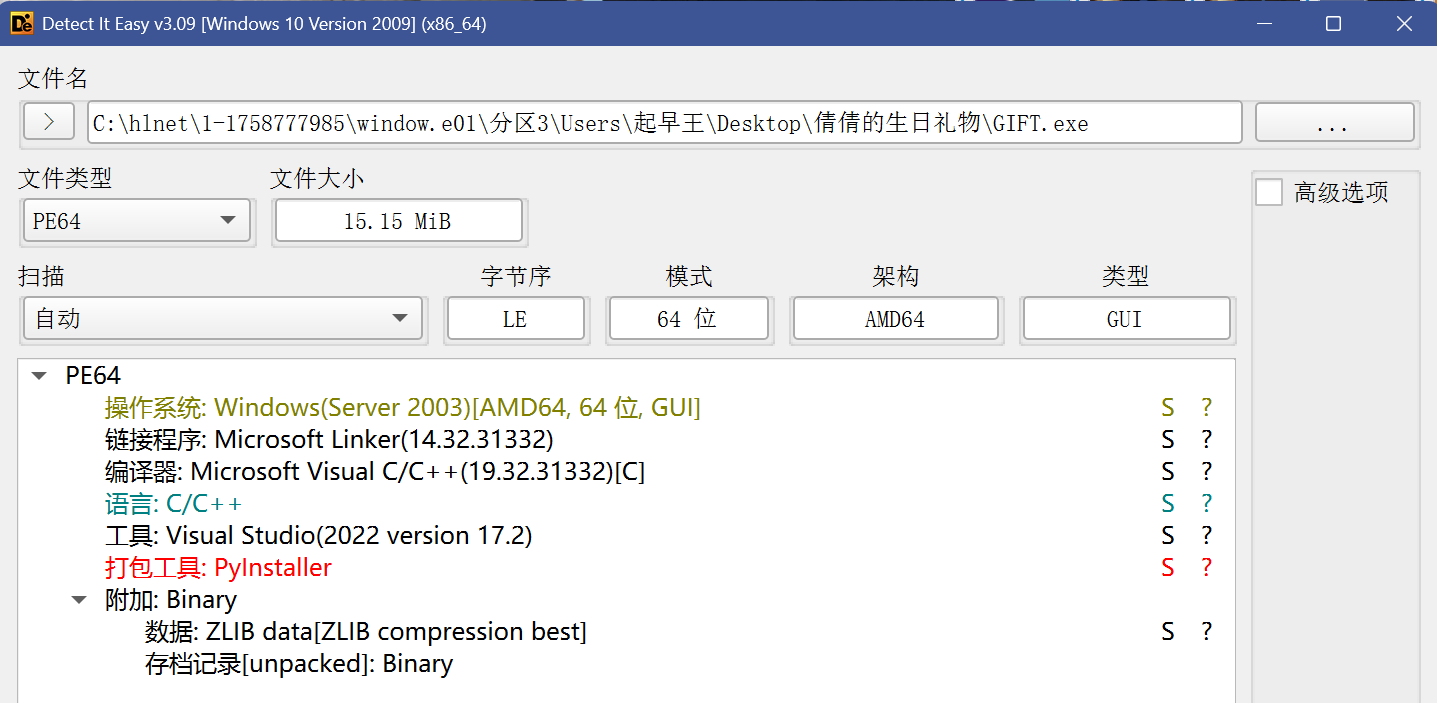 Detect It Easy v3.09 [Windows 10 Version 2009] (x86_64)
文件名
C:\hlnet\1-1758777985\window.e01\分区3\Users\起早王\Desktop\倩倩的生日礼物\GIFT.exe
...
文件类型 文件大小
PE64 15.15 MiB
高级选项
扫描 字节序 模式 架构 类型
自动 LE 64 位 AMD64 GUI
PE64
操作系统: Windows(Server 2003)[AMD64, 64 位, GUI] S ?
链接程序: Microsoft Linker(14.32.31332) S ?
编译器: Microsoft Visual C/C++(19.32.31332)[C] S ?
语言: C/C++ S ?
工具: Visual Studio(2022 version 17.2) S ?
打包工具: PyInstaller S ?
附加: Binary
数据: ZLIB data[ZLIB compression best] S ?
存档记录[unpacked]: Binary